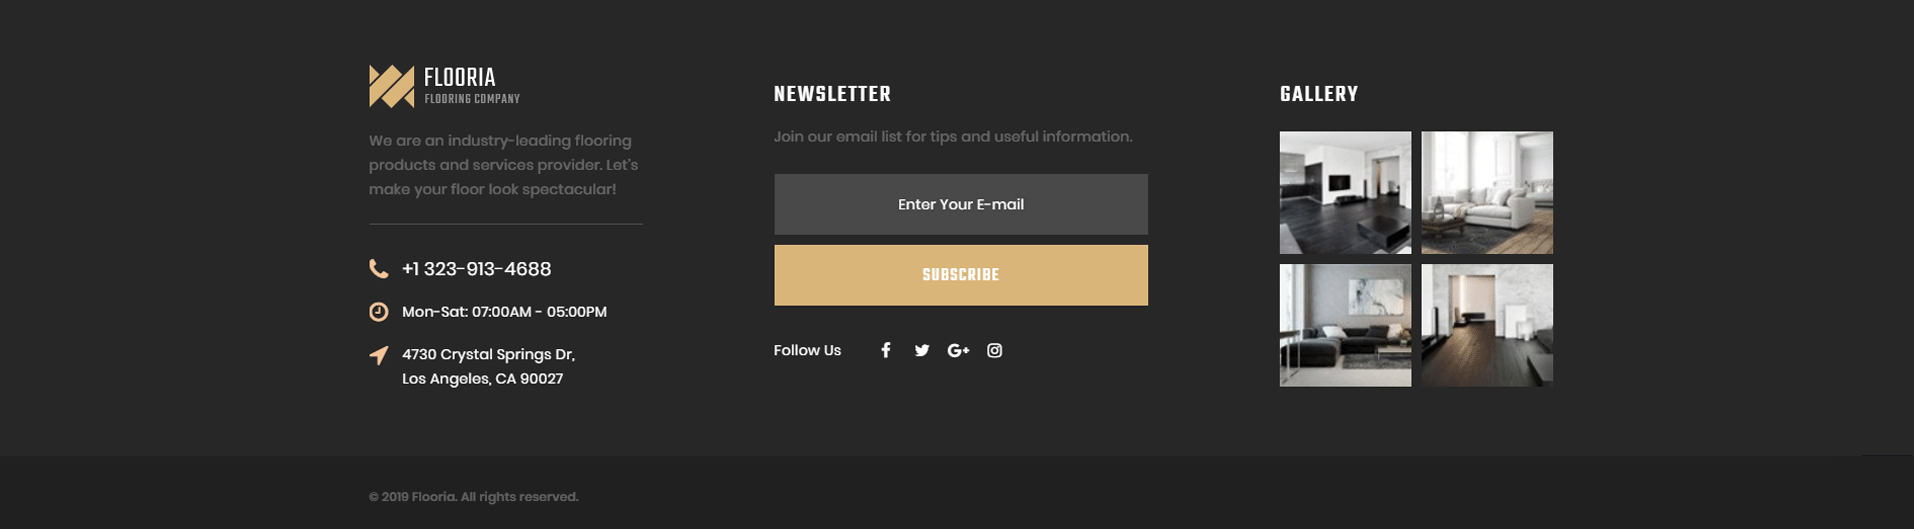 FLOORIA
FLOORING COMPANY
We are an industry-leading flooring
products and services provider. Let's
make your floor look spectacular!
+1 323-913-4688
Mon-Sat: 07:00AM - 05:00PM
4730 Crystal Springs Dr,
Los Angeles, CA 90027
NEWSLETTER
Join our email list for tips and useful information.
Enter Your E-mail
SUBSCRIBE
Follow Us
GALLERY
© 2019 Flooria. All rights reserved.